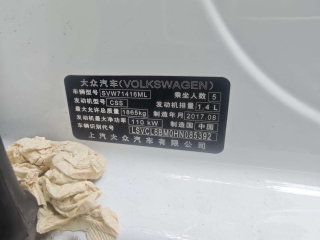 大众汽车(VOLKSWAGEN)
车辆型号 SVW71416ML 乘坐人数 5
发动机型号 CSS 发动机排量 1.4 L
最大允许总质量 1865kg 制造年月 2017.08
发动机最大净功率 110 kW 制造国 中国
车辆识别代号 LSVCL6BM0HN085392
上汽大众汽车有限公司